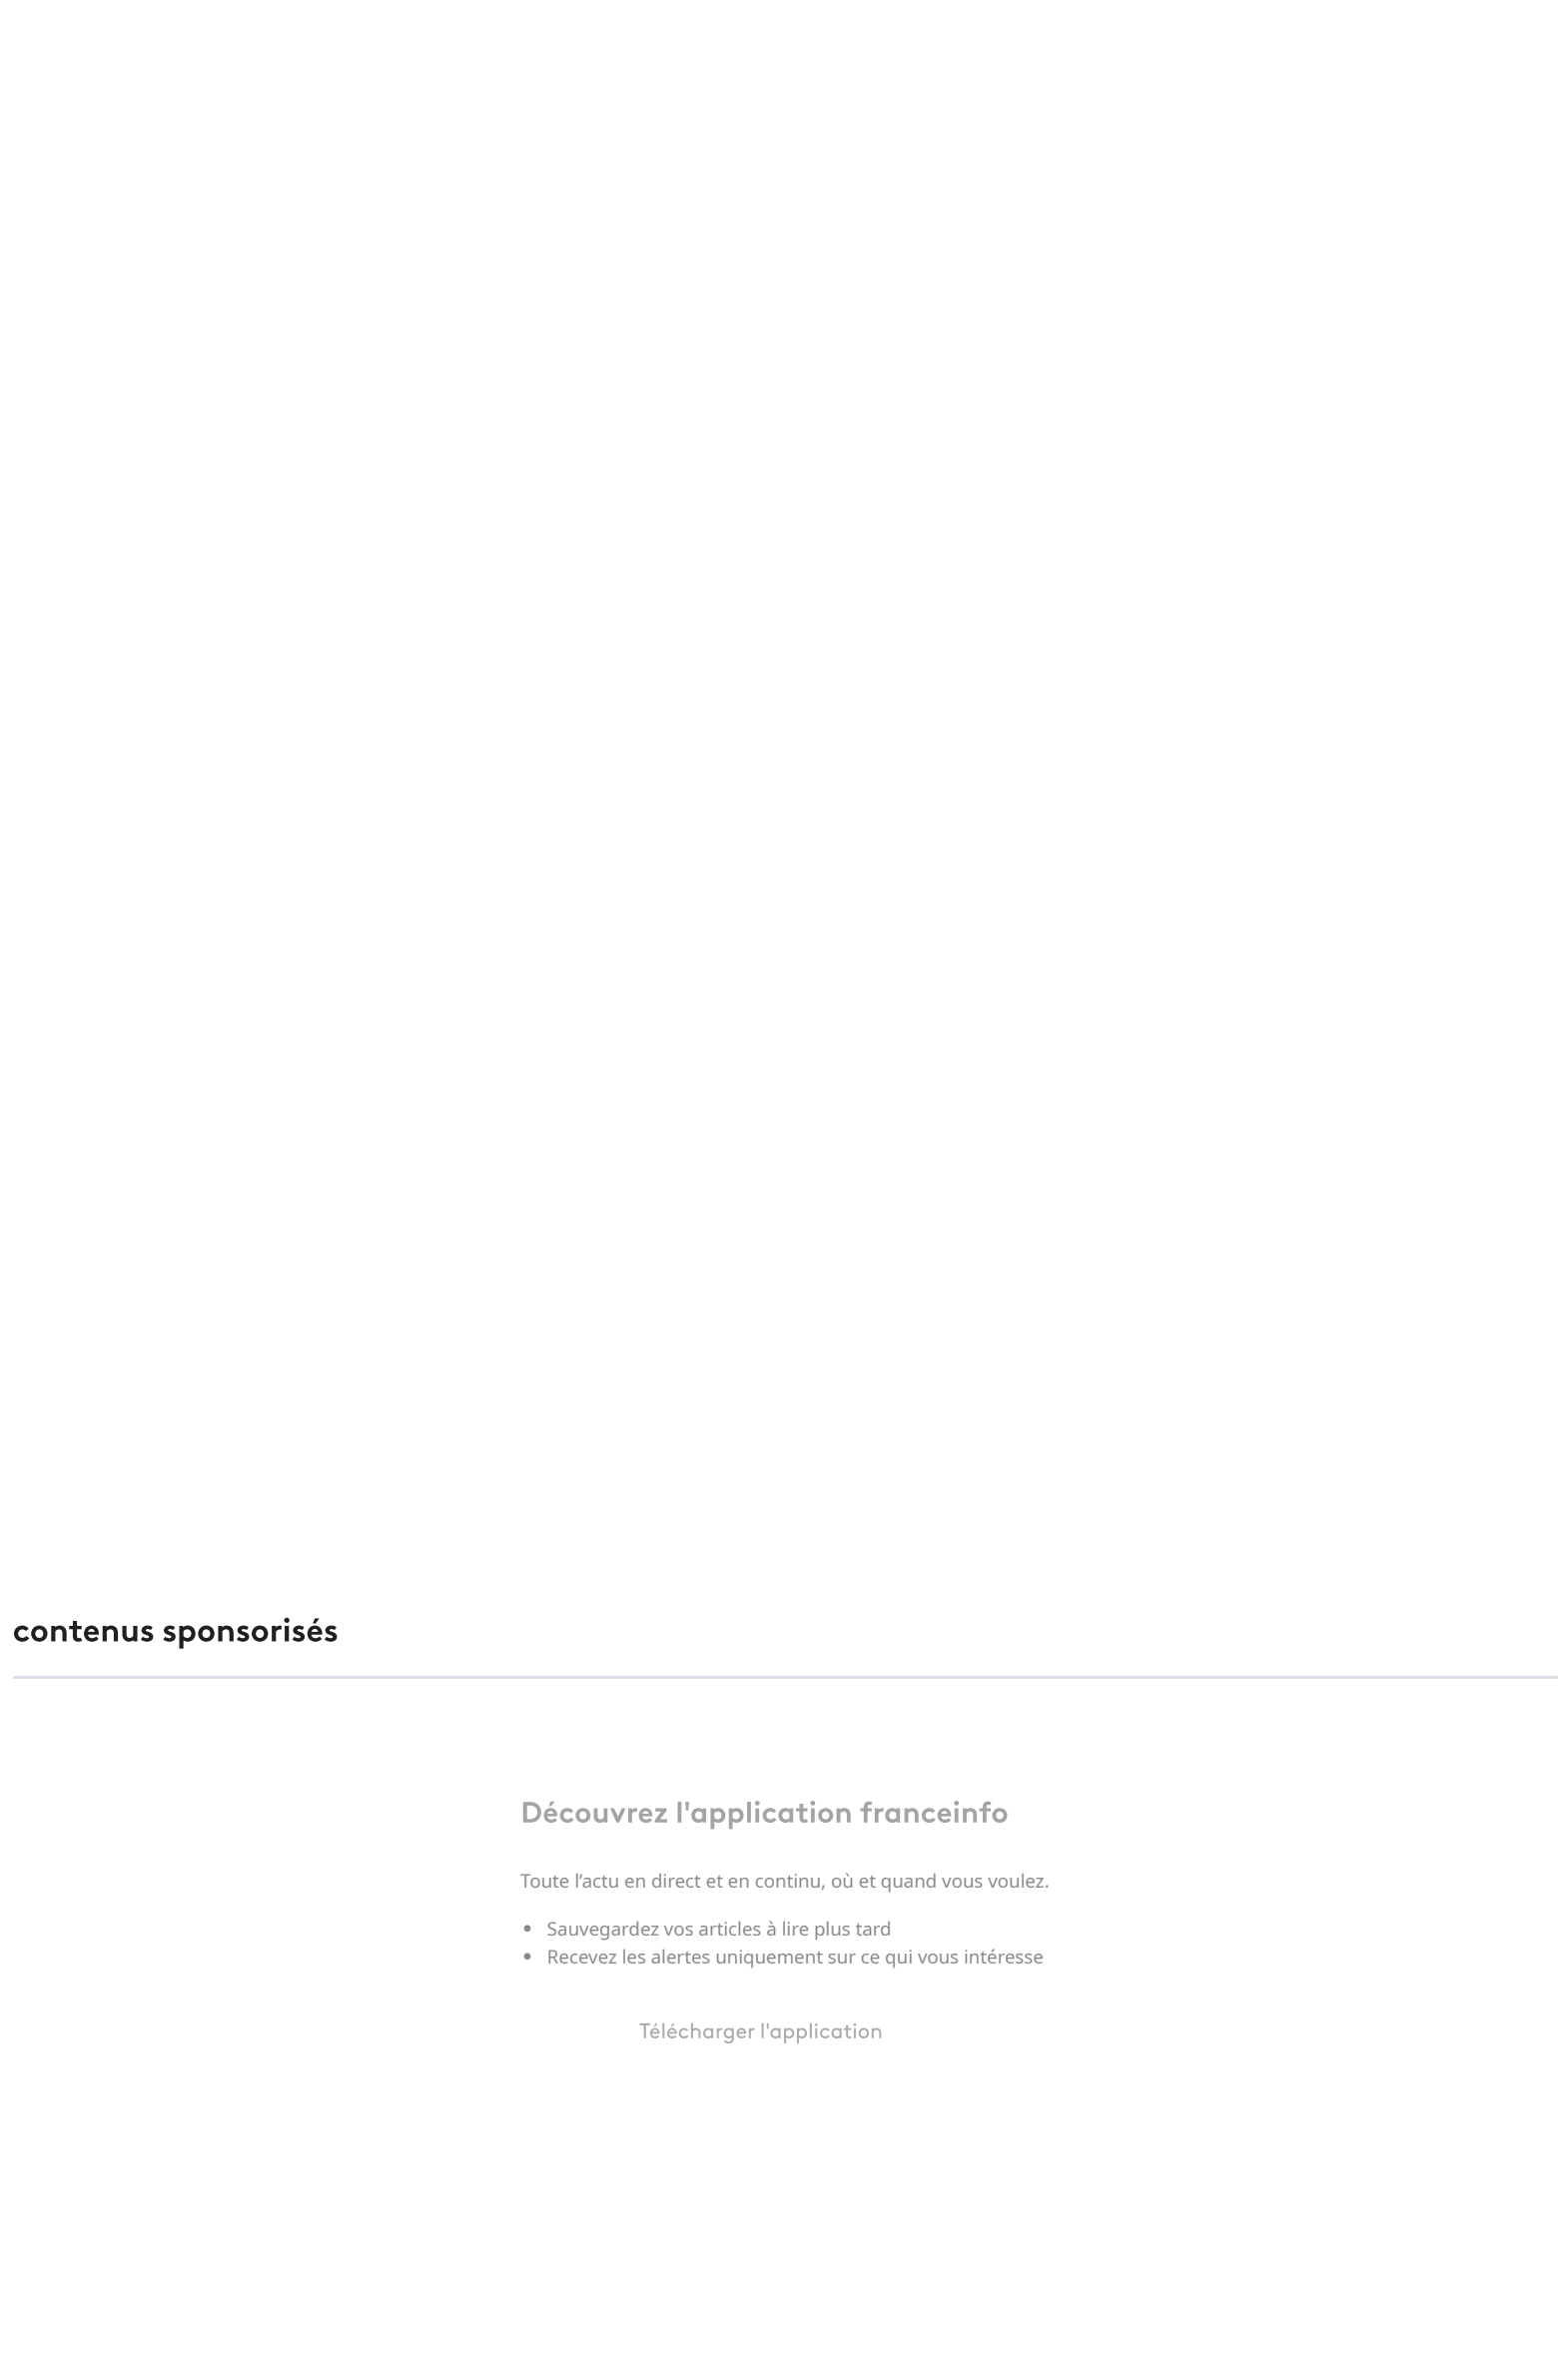 contenus sponsorisés
Découvrez l'application franceinfo
Toute l’actu en direct et en continu, où et quand vous voulez.
• Sauvegardez vos articles à lire plus tard
• Recevez les alertes uniquement sur ce qui vous intéresse
Télécharger l'application